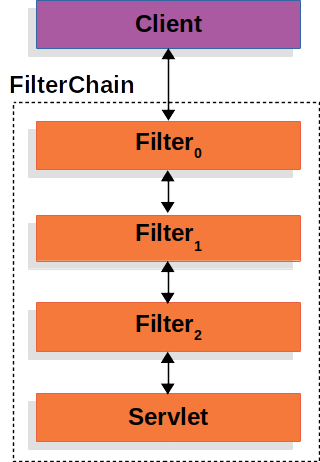 Client
FilterChain
Filter₀
Filter₁
Filter₂
Servlet